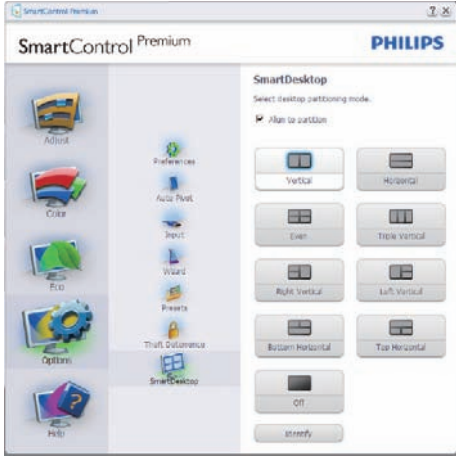 SmartControl Premium
SmartControl Premium
PHILIPS
Adjust
Color
Eco
Options
Help
Preferences
Auto Pivot
Input
Wizard
Presets
Theft Deterrence
SmartDesktop
SmartDesktop
Select desktop partitioning mode.
Align to partition
Vertical
Horizontal
Even
Triple Vertical
Right Vertical
Left Vertical
Bottom Horizontal
Top Horizontal
Off
Identify